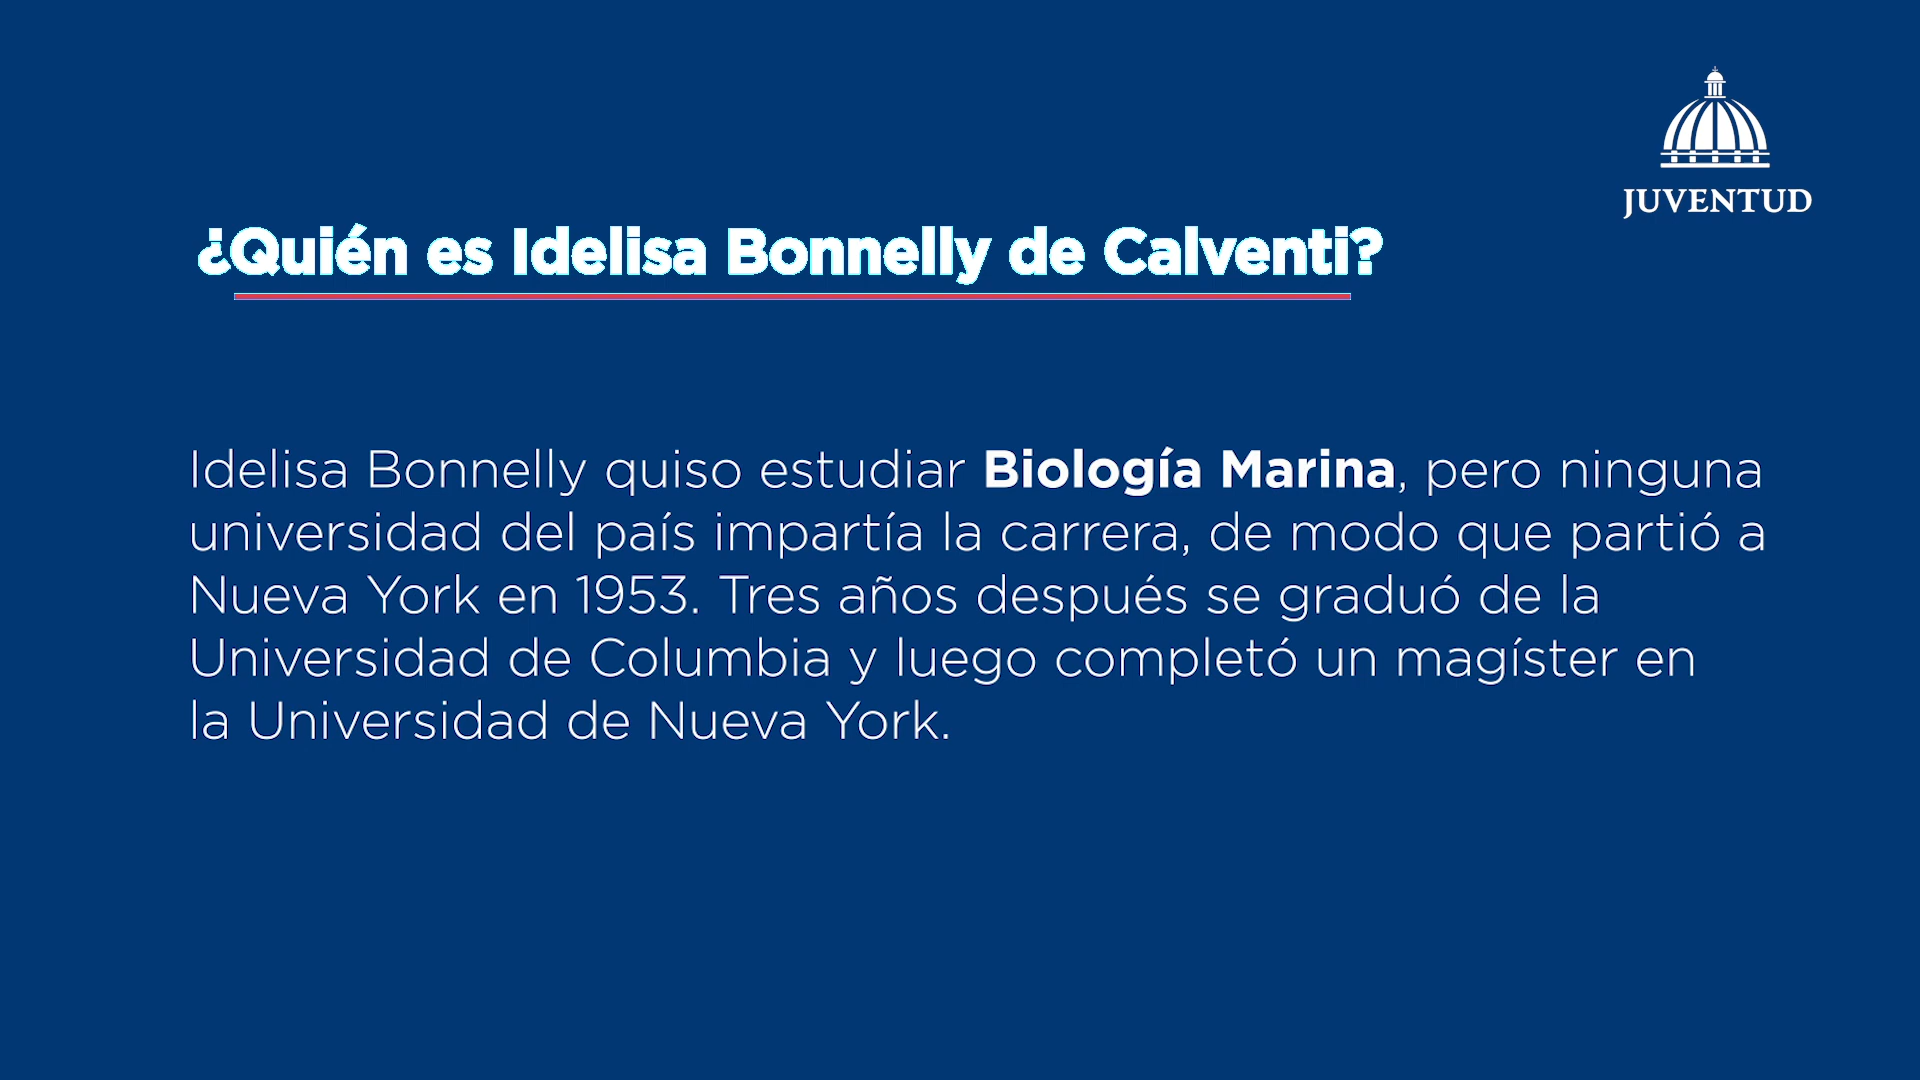 JUVENTUD
¿Quién es Idelisa Bonnelly de Calventi?
Idelisa Bonnelly quiso estudiar Biología Marina, pero ninguna
universidad del país impartía la carrera, de modo que partió a
Nueva York en 1953. Tres años después se graduó de la
Universidad de Columbia y luego completó un magíster en
la Universidad de Nueva York.